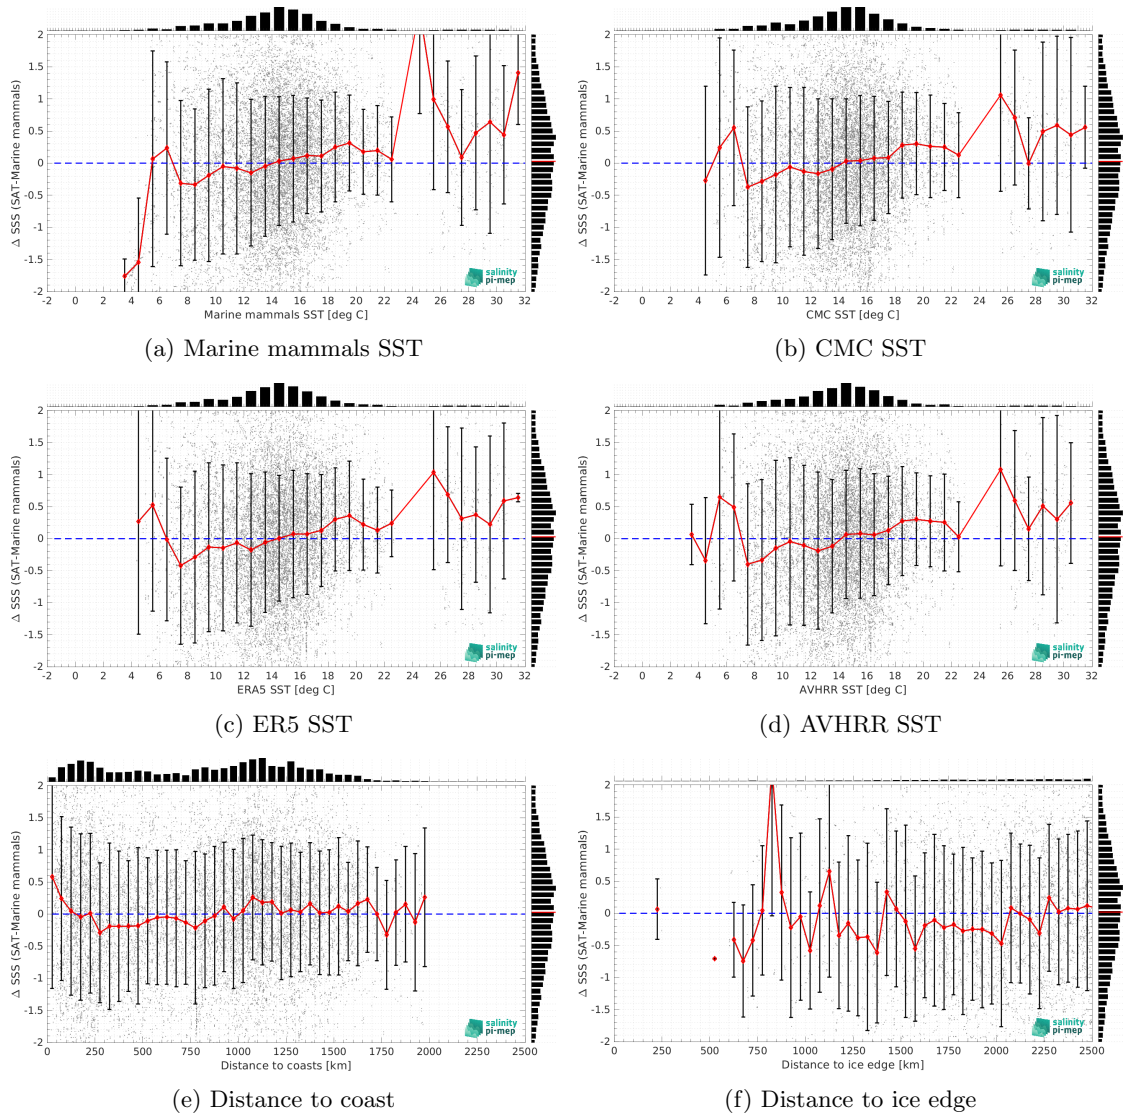 2
1.5
1
0.5
0
-0.5
-1
-1.5
-2
Δ SSS (SAT-Marine mammals)
salinity
pi-mep
-2 0 2 4 6 8 10 12 14 16 18 20 22 24 26 28 30 32
Marine mammals SST [deg C]
(a) Marine mammals SST
2
1.5
1
0.5
0
-0.5
-1
-1.5
-2
Δ SSS (SAT-Marine mammals)
salinity
pi-mep
-2 0 2 4 6 8 10 12 14 16 18 20 22 24 26 28 30 32
CMC SST [deg C]
(b) CMC SST
2
1.5
1
0.5
0
-0.5
-1
-1.5
-2
Δ SSS (SAT-Marine mammals)
salinity
pi-mep
-2 0 2 4 6 8 10 12 14 16 18 20 22 24 26 28 30 32
ERA5 SST [deg C]
(c) ER5 SST
2
1.5
1
0.5
0
-0.5
-1
-1.5
-2
Δ SSS (SAT-Marine mammals)
salinity
pi-mep
-2 0 2 4 6 8 10 12 14 16 18 20 22 24 26 28 30 32
AVHRR SST [deg C]
(d) AVHRR SST
2
1.5
1
0.5
0
-0.5
-1
-1.5
-2
Δ SSS (SAT-Marine mammals)
salinity
pi-mep
0 250 500 750 1000 1250 1500 1750 2000 2250 2500
Distance to coasts [km]
(e) Distance to coast
2
1.5
1
0.5
0
-0.5
-1
-1.5
-2
Δ SSS (SAT-Marine mammals)
salinity
pi-mep
0 250 500 750 1000 1250 1500 1750 2000 2250 2500
Distance to ice edge [km]
(f) Distance to ice edge